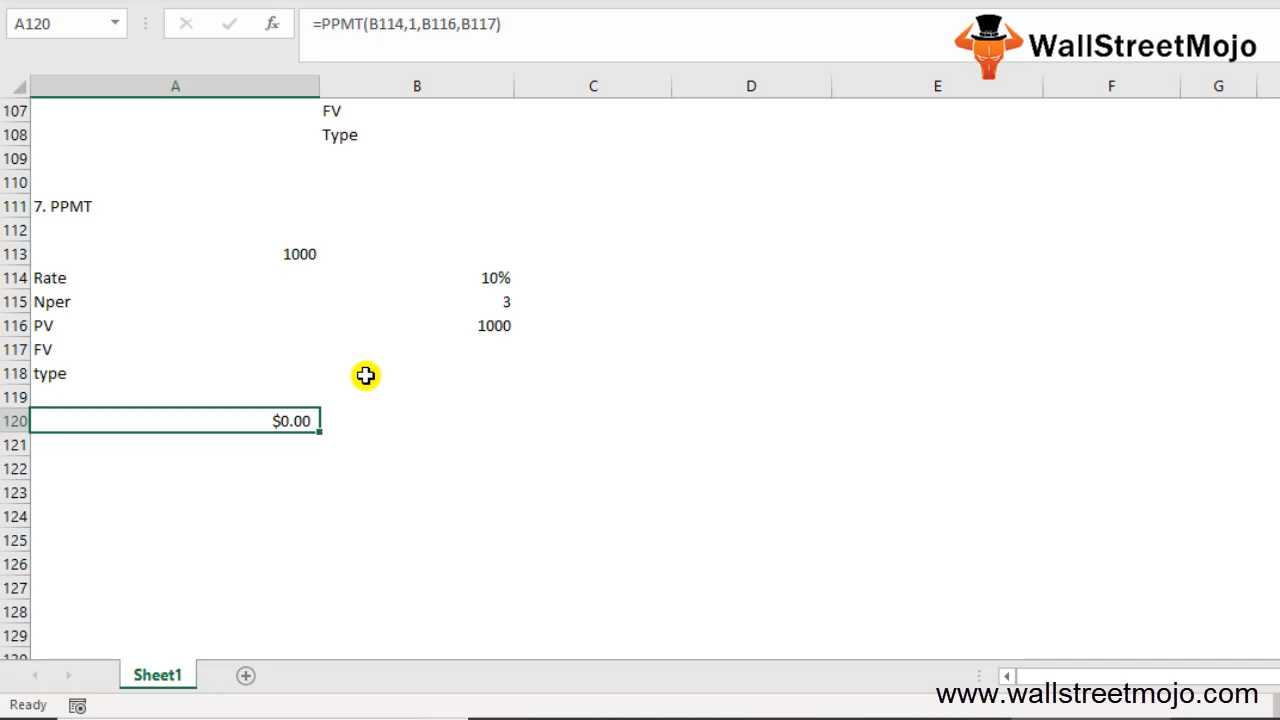 A120
fx
=PPMT(B114,1,B116,B117)
WallStreetMojo
A B C D E F G
107 FV
108 Type
109
110
111 7. PPMT
112
113 1000
114 Rate 10%
115 Nper 3
116 PV 1000
117 FV
118 type
119
120 $0.00
121
122
123
124
125
126
127
128
129
Sheet1
Ready
www.wallstreetmojo.com